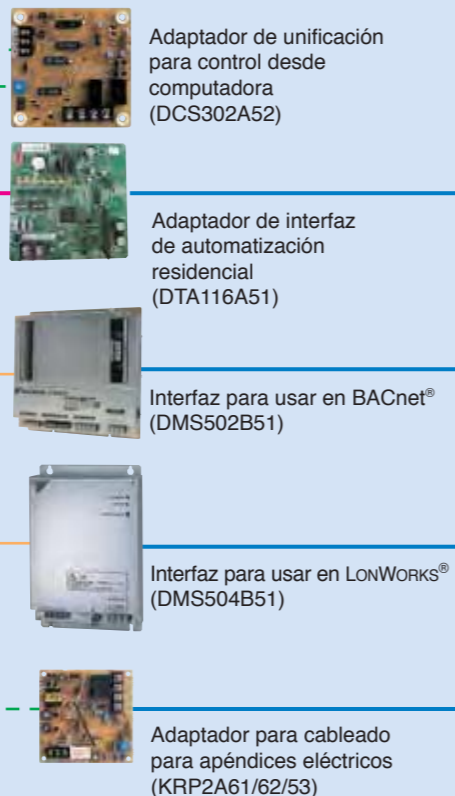 Adaptador de unificación
para control desde
computadora
(DCS302A52)
Adaptador de interfaz
de automatización
residencial
(DTA116A51)
Interfaz para usar en BACnet®
(DMS502B51)
Interfaz para usar en LONWORKS®
(DMS504B51)
Adaptador para cableado
para apéndices eléctricos
(KRP2A61/62/53)